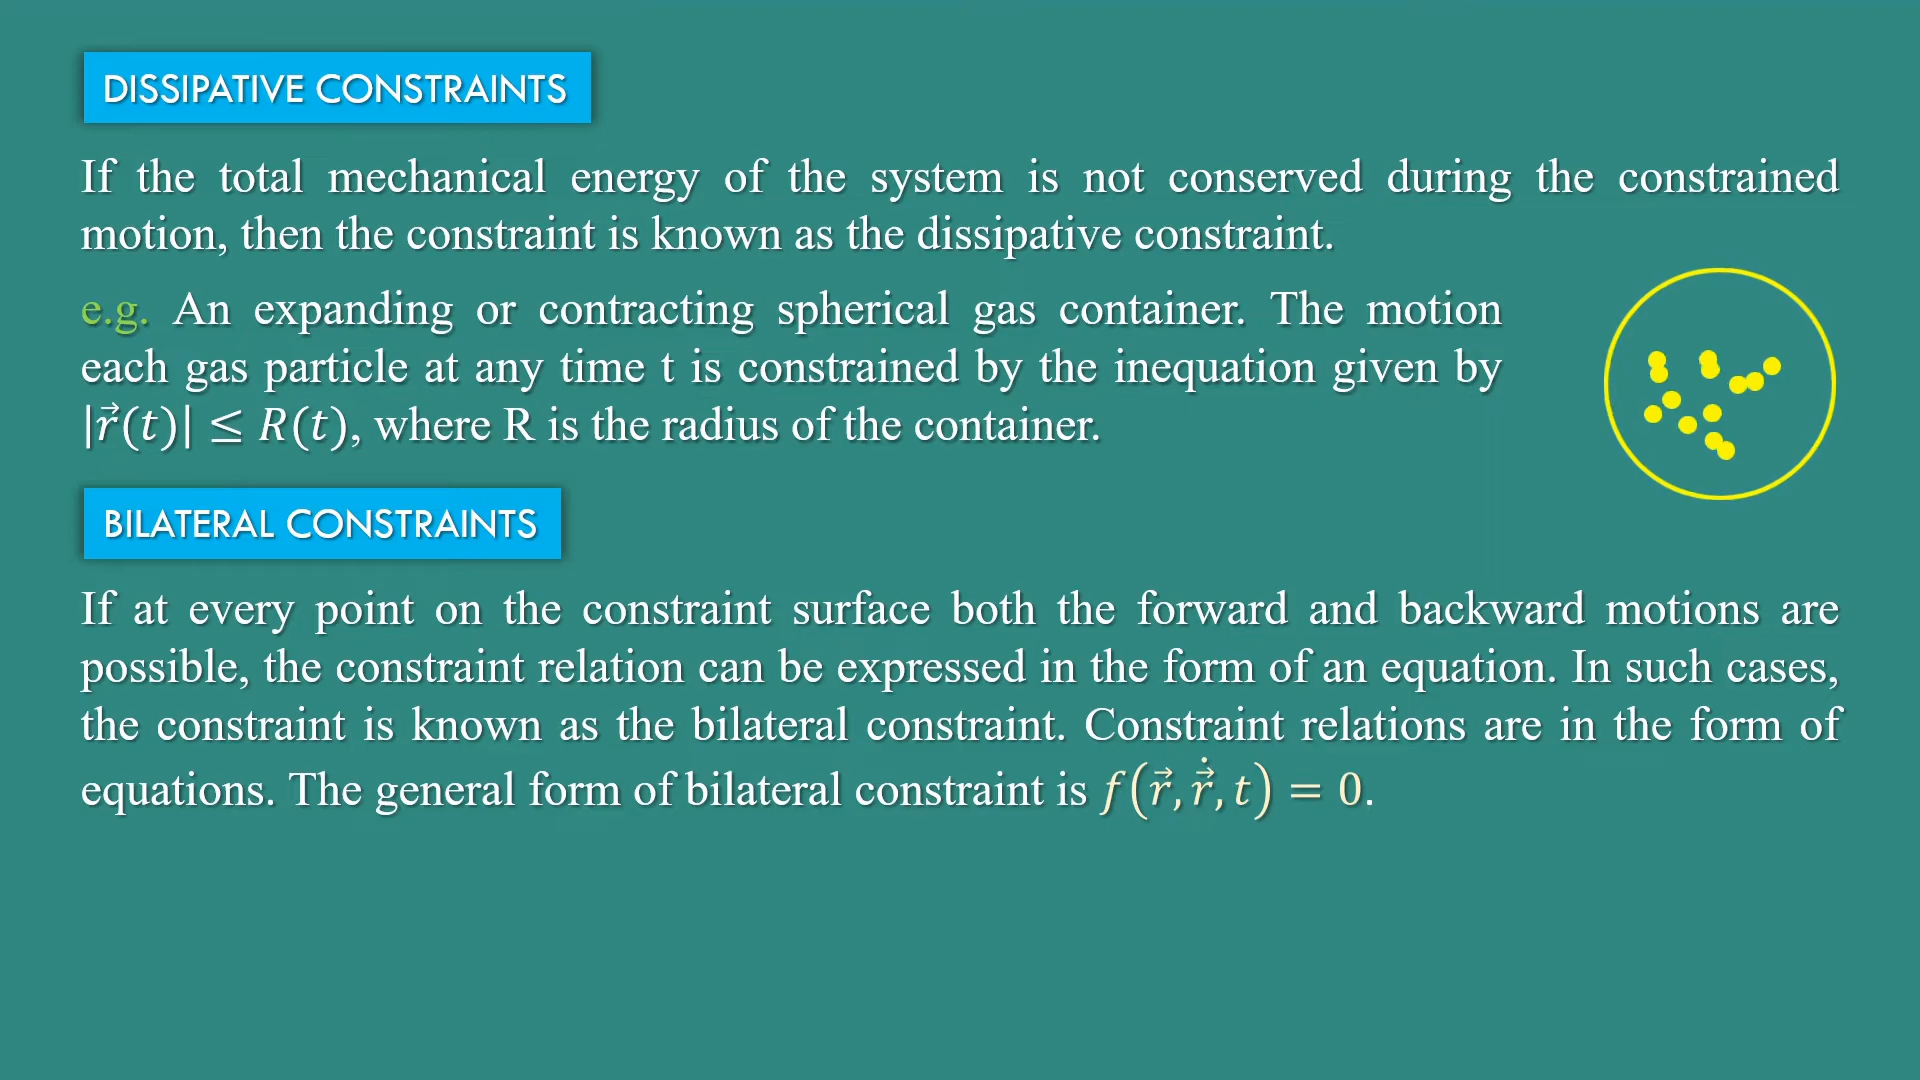 DISSIPATIVE CONSTRAINTS
If the total mechanical energy of the system is not conserved during the constrained
motion, then the constraint is known as the dissipative constraint.
e.g. An expanding or contracting spherical gas container. The motion
each gas particle at any time t is constrained by the inequation given by
|r⃗(t)| ≤ R(t), where R is the radius of the container.
BILATERAL CONSTRAINTS
If at every point on the constraint surface both the forward and backward motions are
possible, the constraint relation can be expressed in the form of an equation. In such cases,
the constraint is known as the bilateral constraint. Constraint relations are in the form of
equations. The general form of bilateral constraint is f(r⃗, r⃗̇, t) = 0.